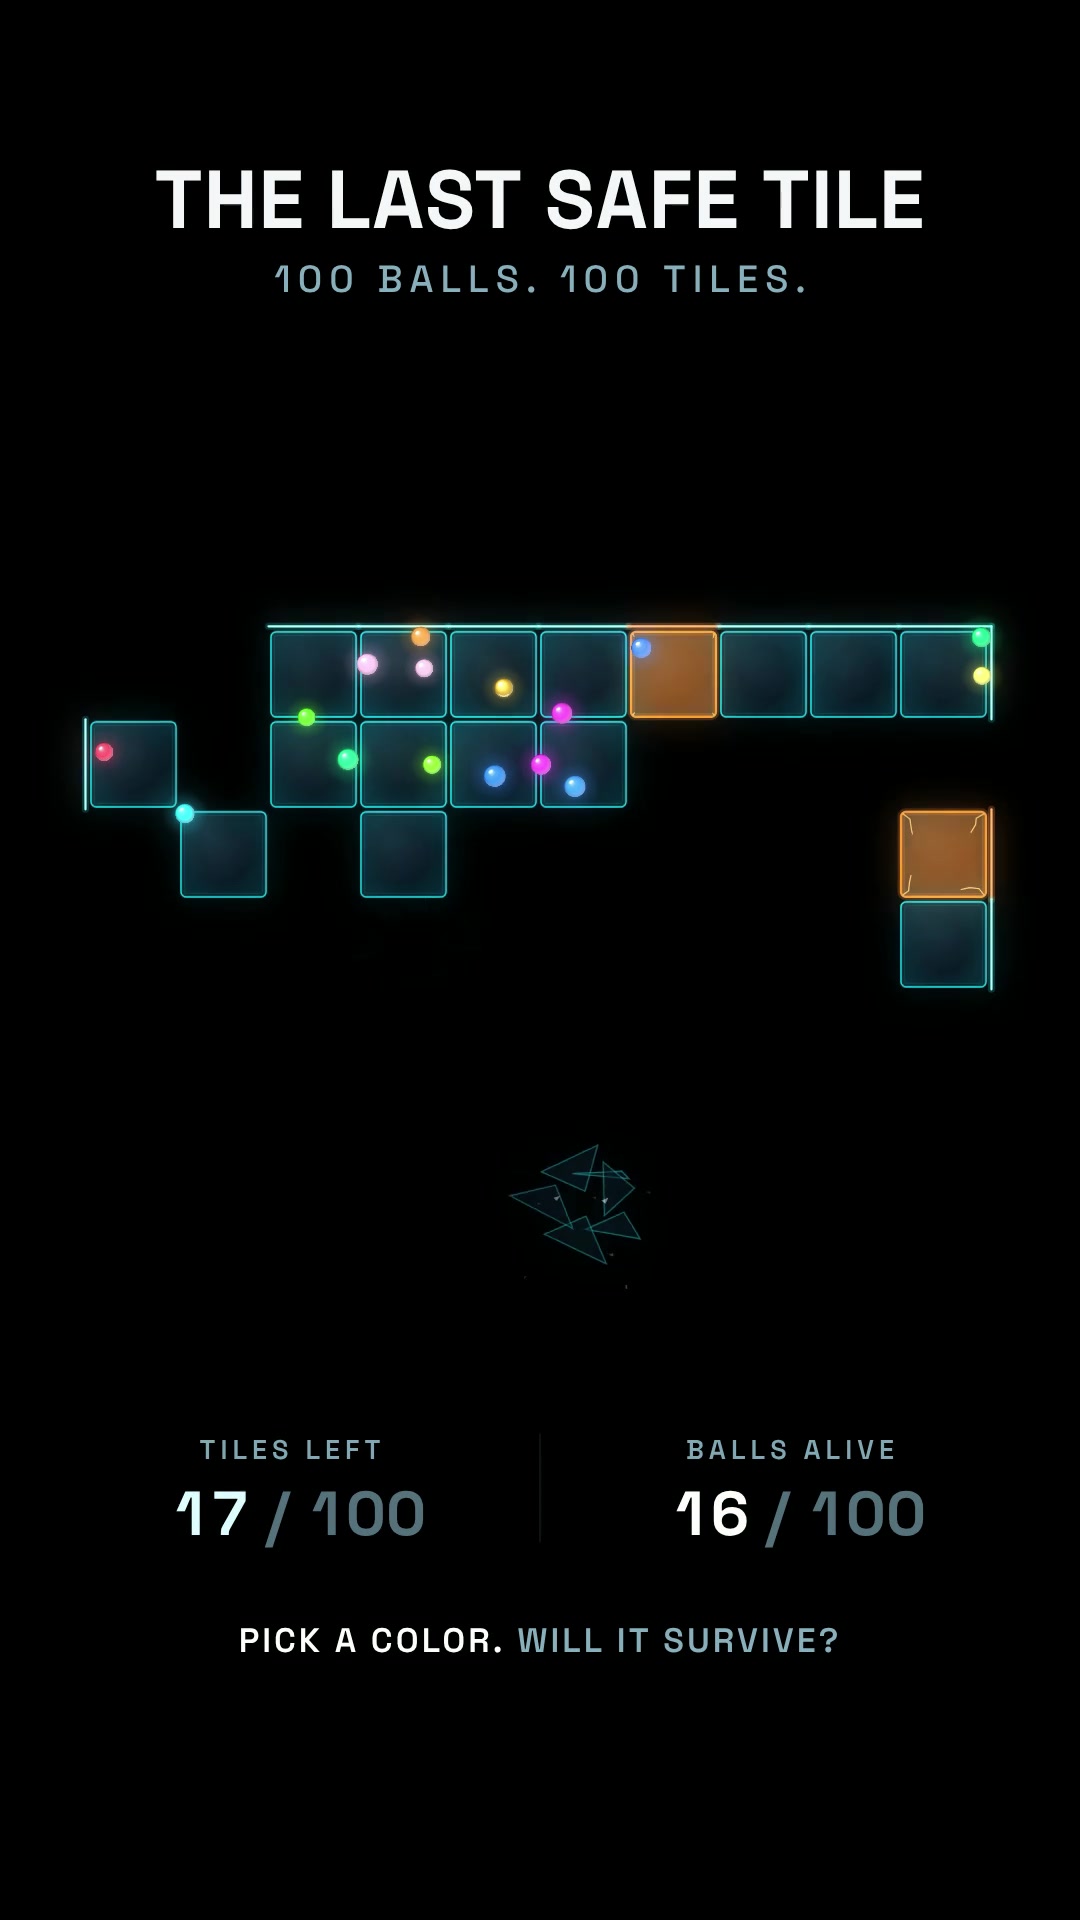 THE LAST SAFE TILE
100 BALLS. 100 TILES.
TILES LEFT
17 / 100
BALLS ALIVE
16 / 100
PICK A COLOR. WILL IT SURVIVE?